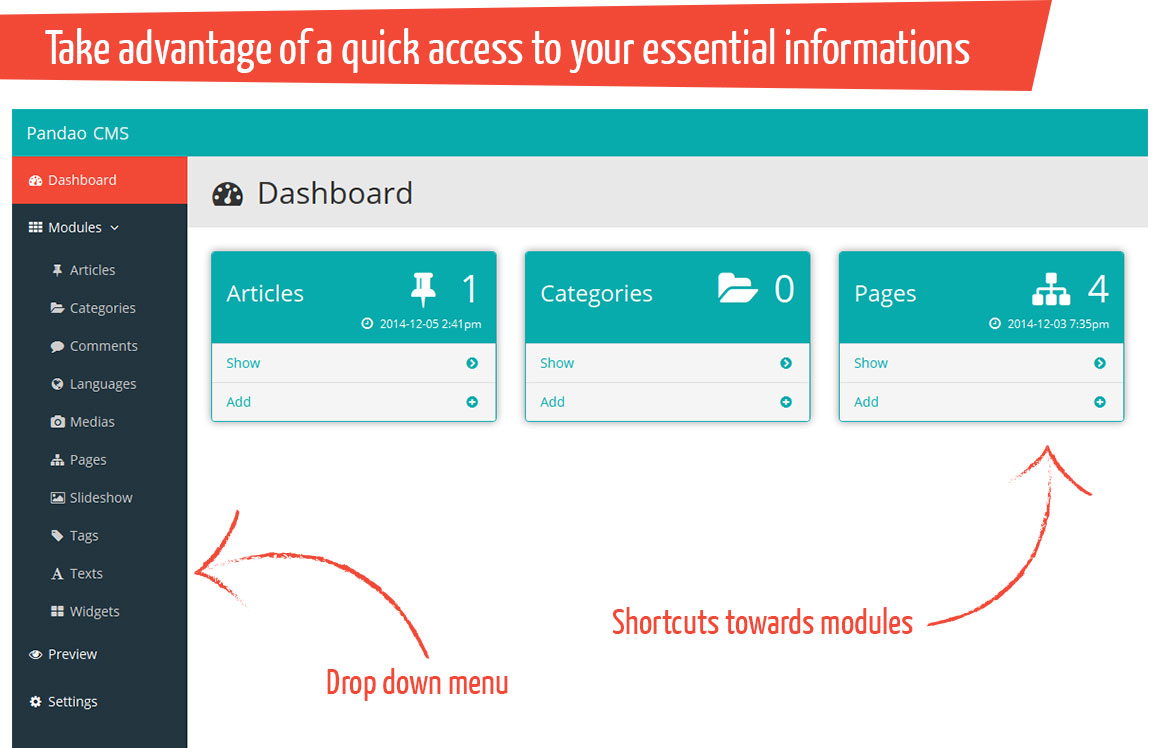 Take advantage of a quick access to your essential informations
Pandao CMS
Dashboard
Modules
Articles
Categories
Comments
Languages
Medias
Pages
Slideshow
Tags
Texts
Widgets
Preview
Settings
Dashboard
Articles 1
2014-12-05 2:41pm
Show
Add
Categories 0
Show
Add
Pages 4
2014-12-03 7:35pm
Show
Add
Shortcuts towards modules
Drop down menu